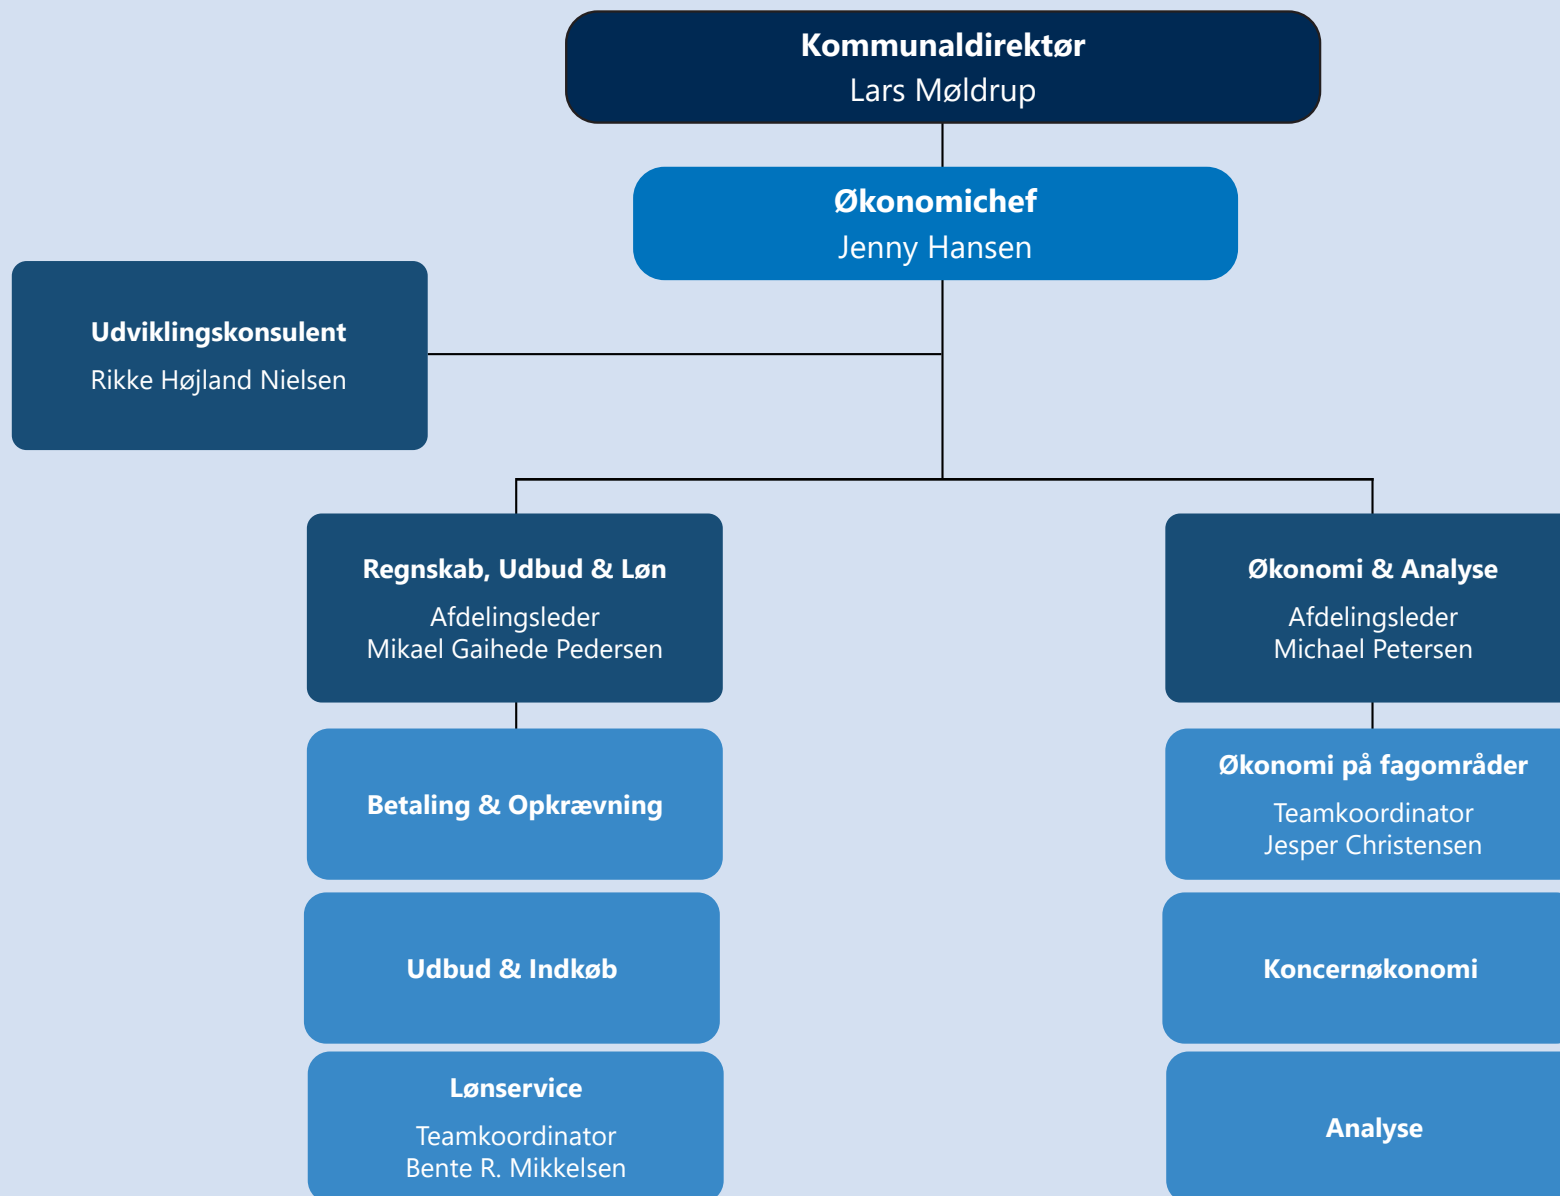 Kommunaldirektør
Lars Møldrup
Økonomichef
Jenny Hansen
Udviklingskonsulent
Rikke Højland Nielsen
Regnskab, Udbud & Løn
Afdelingsleder
Mikael Gaihede Pedersen
Betaling & Opkrævning
Udbud & Indkøb
Lønservice
Teamkoordinator
Bente R. Mikkelsen
Økonomi & Analyse
Afdelingsleder
Michael Petersen
Økonomi på fagområder
Teamkoordinator
Jesper Christensen
Koncernøkonomi
Analyse